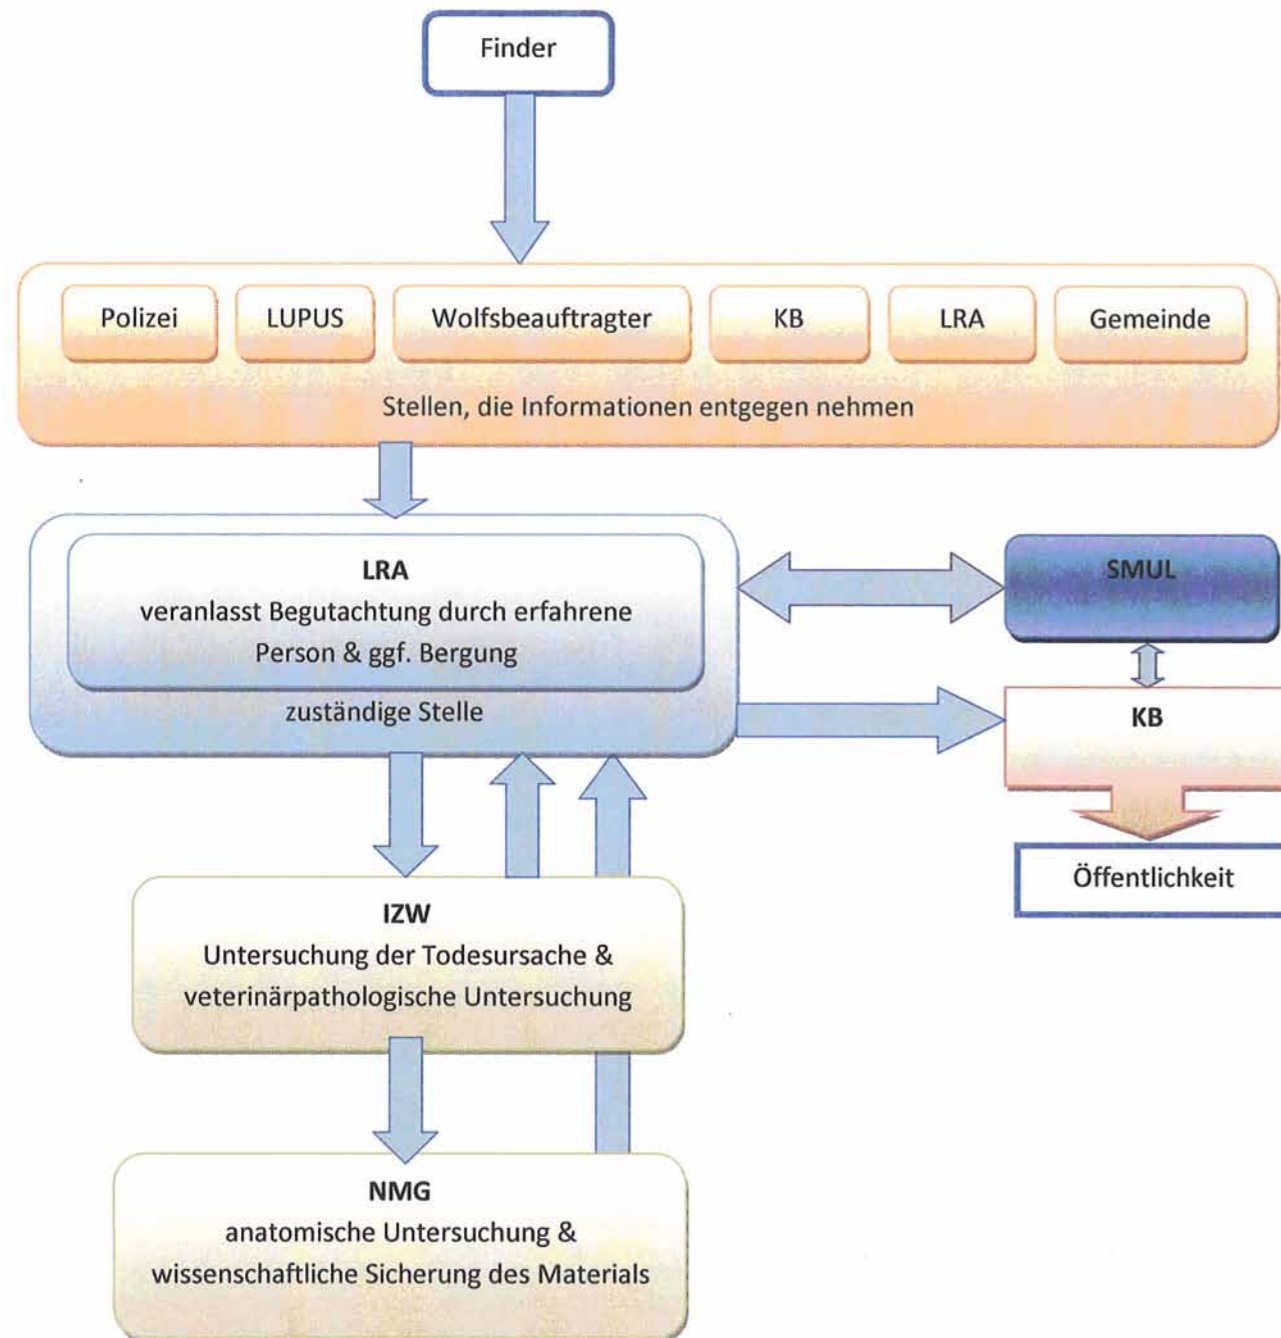 Finder
Polizei
LUPUS
Wolfsbeauftragter
KB
LRA
Gemeinde
Stellen, die Informationen entgegen nehmen
LRA
veranlasst Begutachtung durch erfahrene
Person & ggf. Bergung
zuständige Stelle
SMUL
KB
Öffentlichkeit
IZW
Untersuchung der Todesursache &
veterinärpathologische Untersuchung
NMG
anatomische Untersuchung &
wissenschaftliche Sicherung des Materials